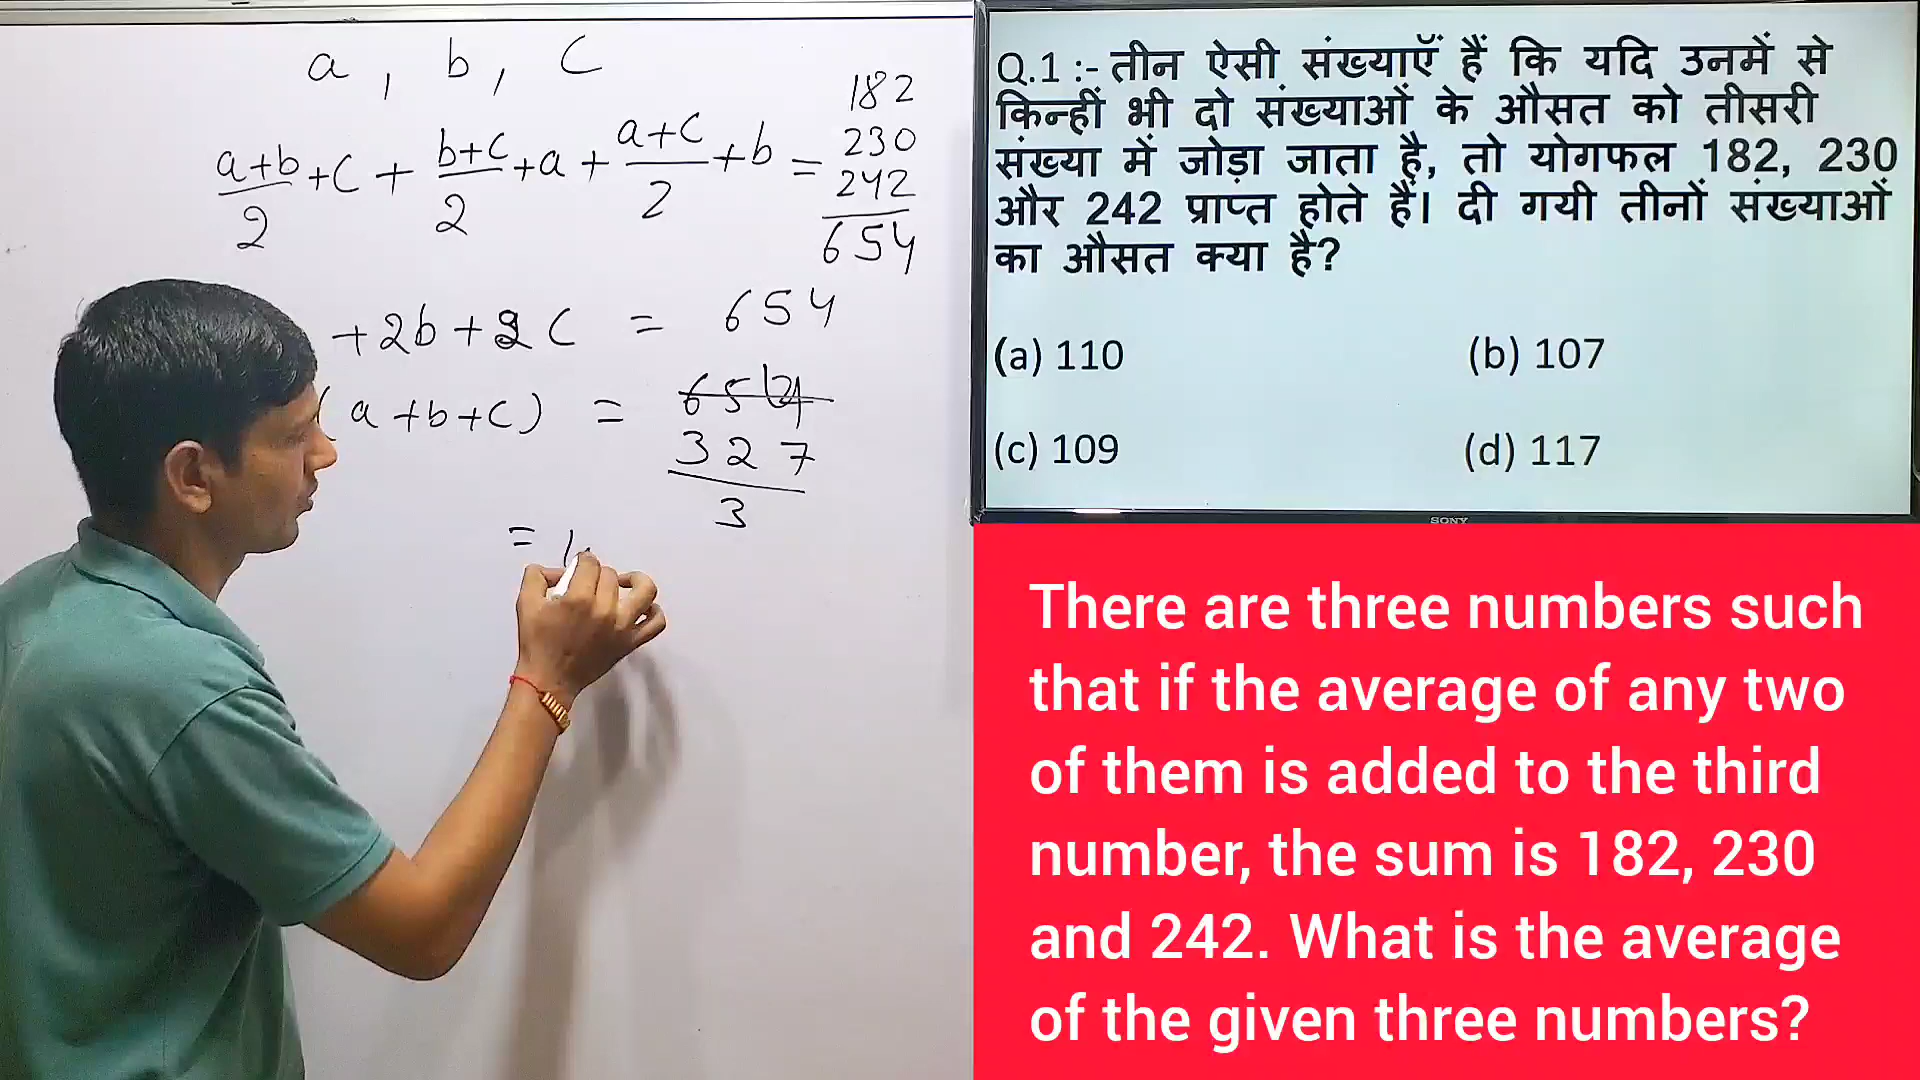 a, b, c
a+b/2 +c + b+c/2 +a + a+c/2 +b =
182
230
242
654
+2b+2c = 654
(a+b+c) = 654
327
3
= 1
Q.1 :- तीन ऐसी संख्याएँ हैं कि यदि उनमें से
किन्हीं भी दो संख्याओं के औसत को तीसरी
संख्या में जोड़ा जाता है, तो योगफल 182, 230
और 242 प्राप्त होते हैं। दी गयी तीनों संख्याओं
का औसत क्या है?
(a) 110 (b) 107
(c) 109 (d) 117
SONY
There are three numbers such
that if the average of any two
of them is added to the third
number, the sum is 182, 230
and 242. What is the average
of the given three numbers?